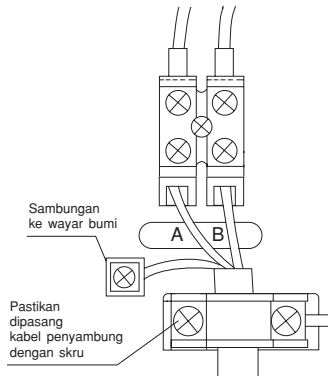 Sambungan
ke wayar bumi
A B
Pastikan
dipasang
kabel penyambung
dengan skru